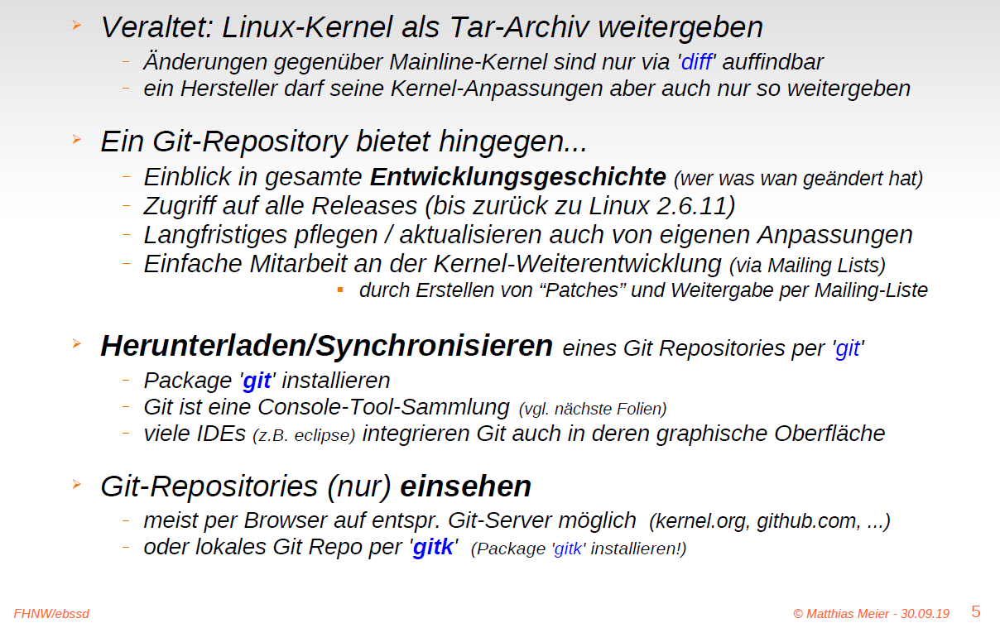 Veraltet: Linux-Kernel als Tar-Archiv weitergeben
Änderungen gegenüber Mainline-Kernel sind nur via 'diff' auffindbar
ein Hersteller darf seine Kernel-Anpassungen aber auch nur so weitergeben
Ein Git-Repository bietet hingegen...
Einblick in gesamte Entwicklungsgeschichte (wer was wan geändert hat)
Zugriff auf alle Releases (bis zurück zu Linux 2.6.11)
Langfristiges pflegen / aktualisieren auch von eigenen Anpassungen
Einfache Mitarbeit an der Kernel-Weiterentwicklung (via Mailing Lists)
durch Erstellen von “Patches” und Weitergabe per Mailing-Liste
Herunterladen/Synchronisieren eines Git Repositories per 'git'
Package 'git' installieren
Git ist eine Console-Tool-Sammlung (vgl. nächste Folien)
viele IDEs (z.B. eclipse) integrieren Git auch in deren graphische Oberfläche
Git-Repositories (nur) einsehen
meist per Browser auf entspr. Git-Server möglich (kernel.org, github.com, ...)
oder lokales Git Repo per 'gitk' (Package 'gitk' installieren!)
FHNW/ebssd © Matthias Meier - 30.09.19 5